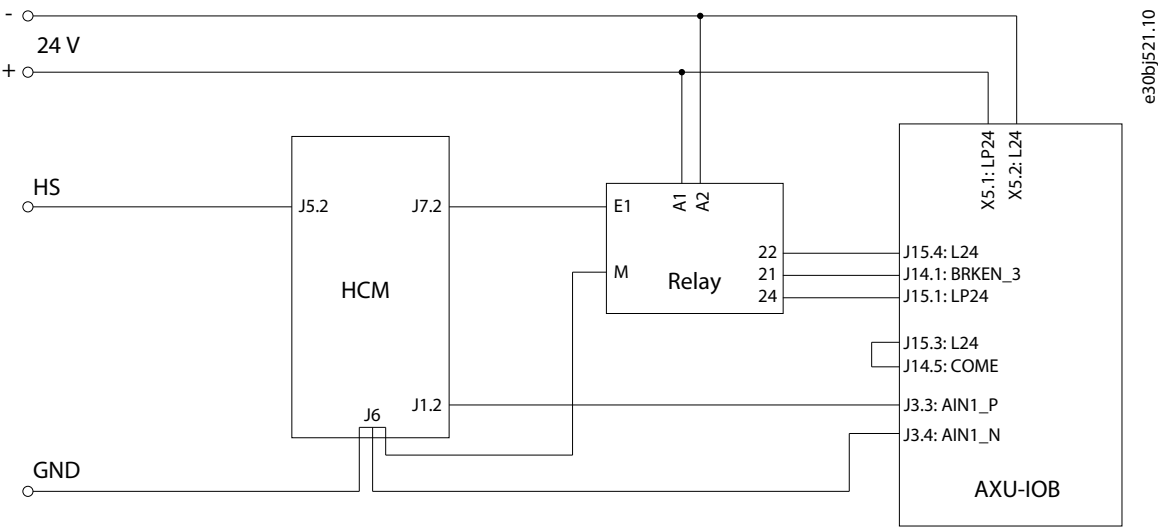 -
24 V
+
e30bj521.10
X5.1: LP24
X5.2: L24
HS
J5.2
J7.2
E1
A1
A2
22
J15.4: L24
HCM
M
Relay
21
J14.1: BRKEN_3
24
J15.1: LP24
J15.3: L24
J14.5: COME
J6
J1.2
J3.3: AIN1_P
J3.4: AIN1_N
GND
AXU-IOB